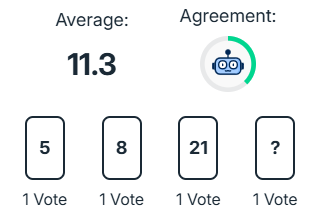 Average: Agreement:
11.3
5 8 21 ?
1 Vote 1 Vote 1 Vote 1 Vote